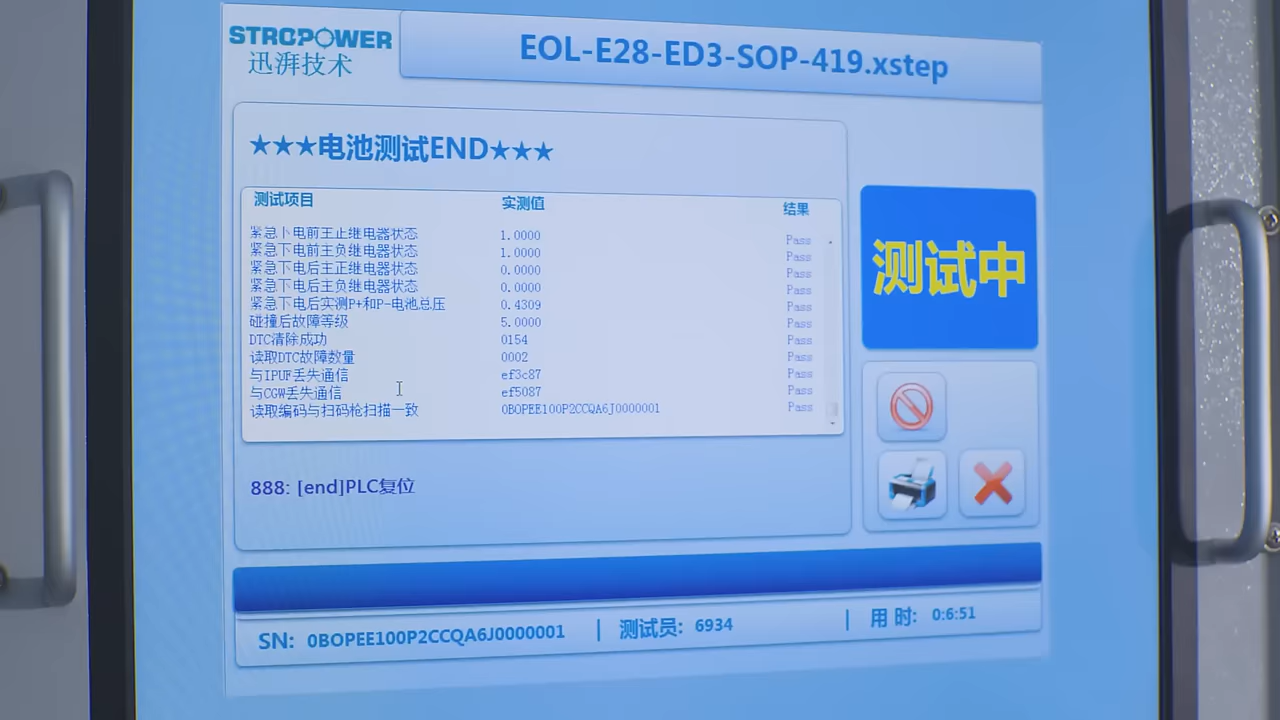 STROPOWER
迅湃技术
EOL-E28-ED3-SOP-419.xstep
★★★电池测试END★★★
测试项目 实测值 结果
紧急下电前主正继电器状态 1.0000 Pass
紧急下电前主负继电器状态 1.0000 Pass
紧急下电后主正继电器状态 0.0000 Pass
紧急下电后主负继电器状态 0.0000 Pass
紧急下电后实测P+和P-电池总压 0.4309 Pass
碰撞后故障等级 5.0000 Pass
DTC清除成功 0154 Pass
读取DTC故障数量 0002 Pass
与IPUF丢失通信 ef3c87 Pass
与CGW丢失通信 ef5087 Pass
读取编码与扫码枪扫描一致 0BOPEE100P2CCQA6J0000001 Pass
测试中
888: [end]PLC复位
SN: 0BOPEE100P2CCQA6J0000001 | 测试员: 6934 | 用 时: 0:6:51